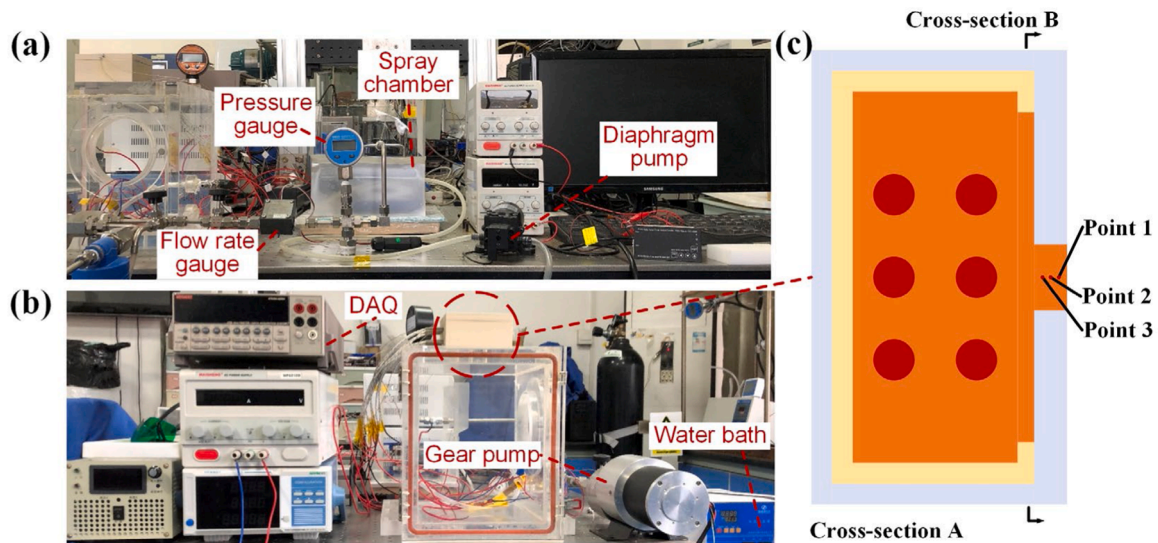 (a)
Pressure
gauge
Spray
chamber
Diaphragm
pump
Flow rate
gauge
SAMSUNG
(b)
DAQ
Gear pump
Water bath
(c)
Cross-section B
Point 1
Point 2
Point 3
Cross-section A